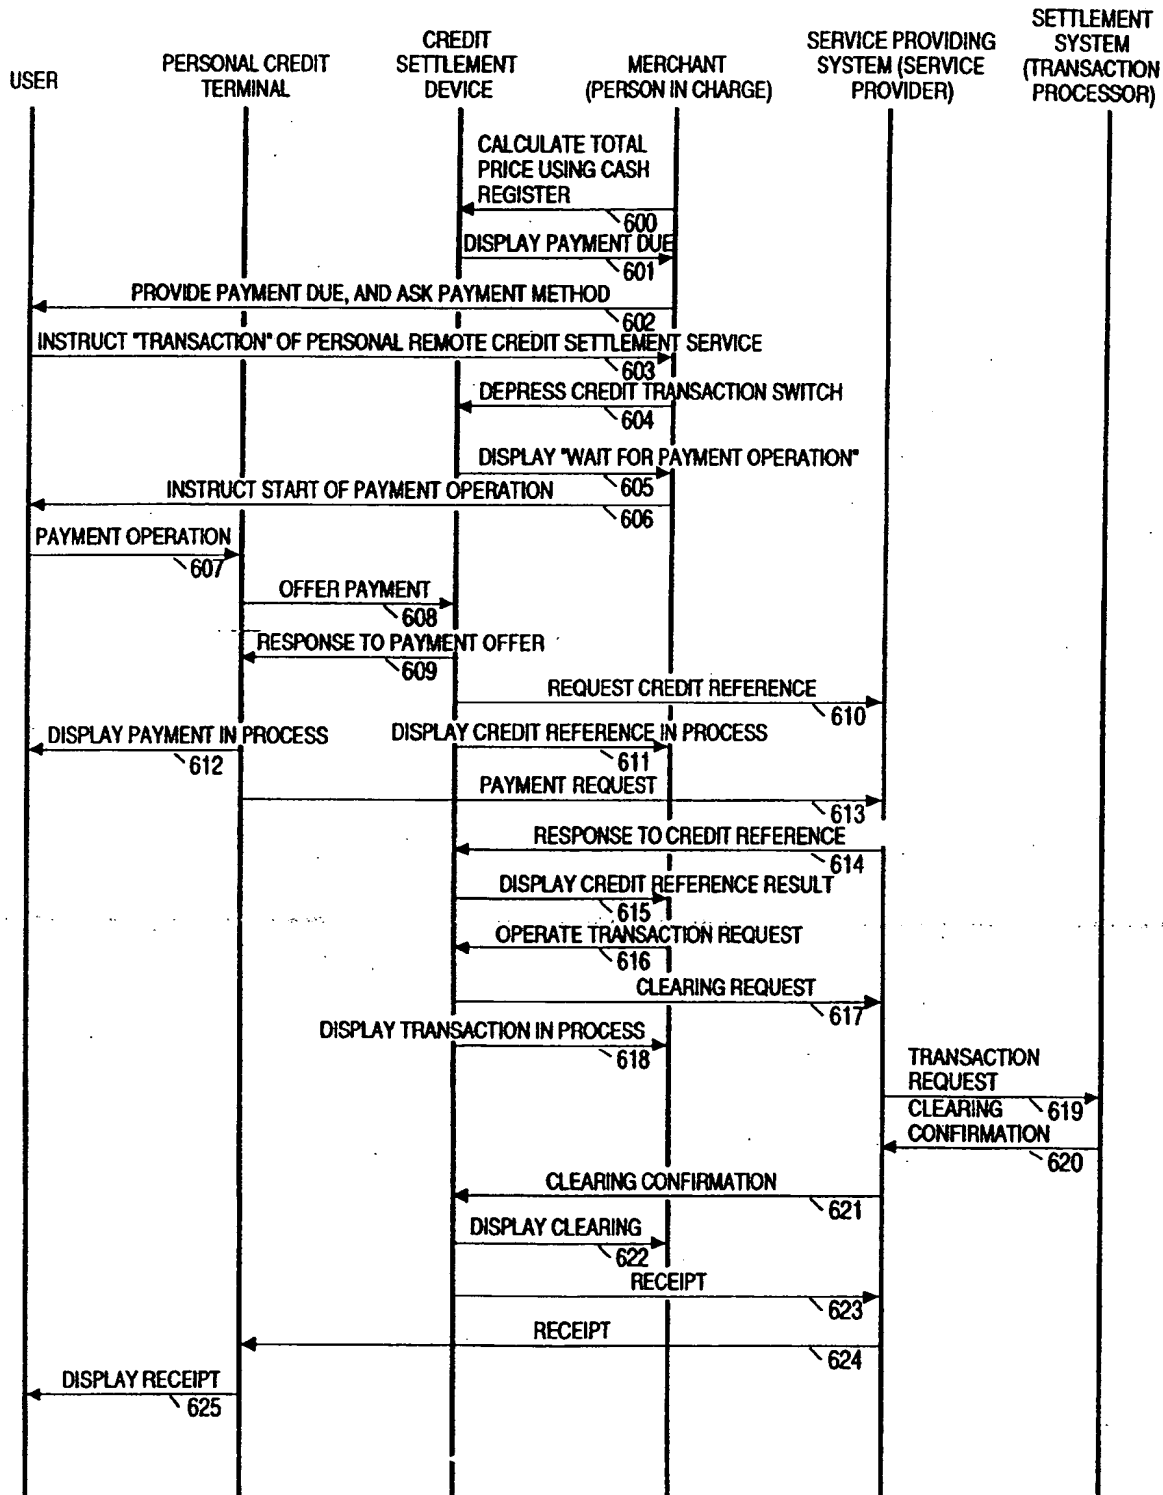 USER
PERSONAL CREDIT
TERMINAL
CREDIT
SETTLEMENT
DEVICE
MERCHANT
(PERSON IN CHARGE)
SERVICE PROVIDING
SYSTEM (SERVICE
PROVIDER)
SETTLEMENT
SYSTEM
(TRANSACTION
PROCESSOR)
CALCULATE TOTAL
PRICE USING CASH
REGISTER
600
DISPLAY PAYMENT DUE
601
PROVIDE PAYMENT DUE, AND ASK PAYMENT METHOD
602
INSTRUCT "TRANSACTION" OF PERSONAL REMOTE CREDIT SETTLEMENT SERVICE
603
DEPRESS CREDIT TRANSACTION SWITCH
604
DISPLAY "WAIT FOR PAYMENT OPERATION"
605
INSTRUCT START OF PAYMENT OPERATION
606
PAYMENT OPERATION
607
OFFER PAYMENT
608
RESPONSE TO PAYMENT OFFER
609
REQUEST CREDIT REFERENCE
610
DISPLAY CREDIT REFERENCE IN PROCESS
611
DISPLAY PAYMENT IN PROCESS
612
PAYMENT REQUEST
613
RESPONSE TO CREDIT REFERENCE
614
DISPLAY CREDIT REFERENCE RESULT
615
OPERATE TRANSACTION REQUEST
616
CLEARING REQUEST
617
DISPLAY TRANSACTION IN PROCESS
618
TRANSACTION
REQUEST
619
CLEARING
CONFIRMATION
620
CLEARING CONFIRMATION
621
DISPLAY CLEARING
622
RECEIPT
623
RECEIPT
624
DISPLAY RECEIPT
625